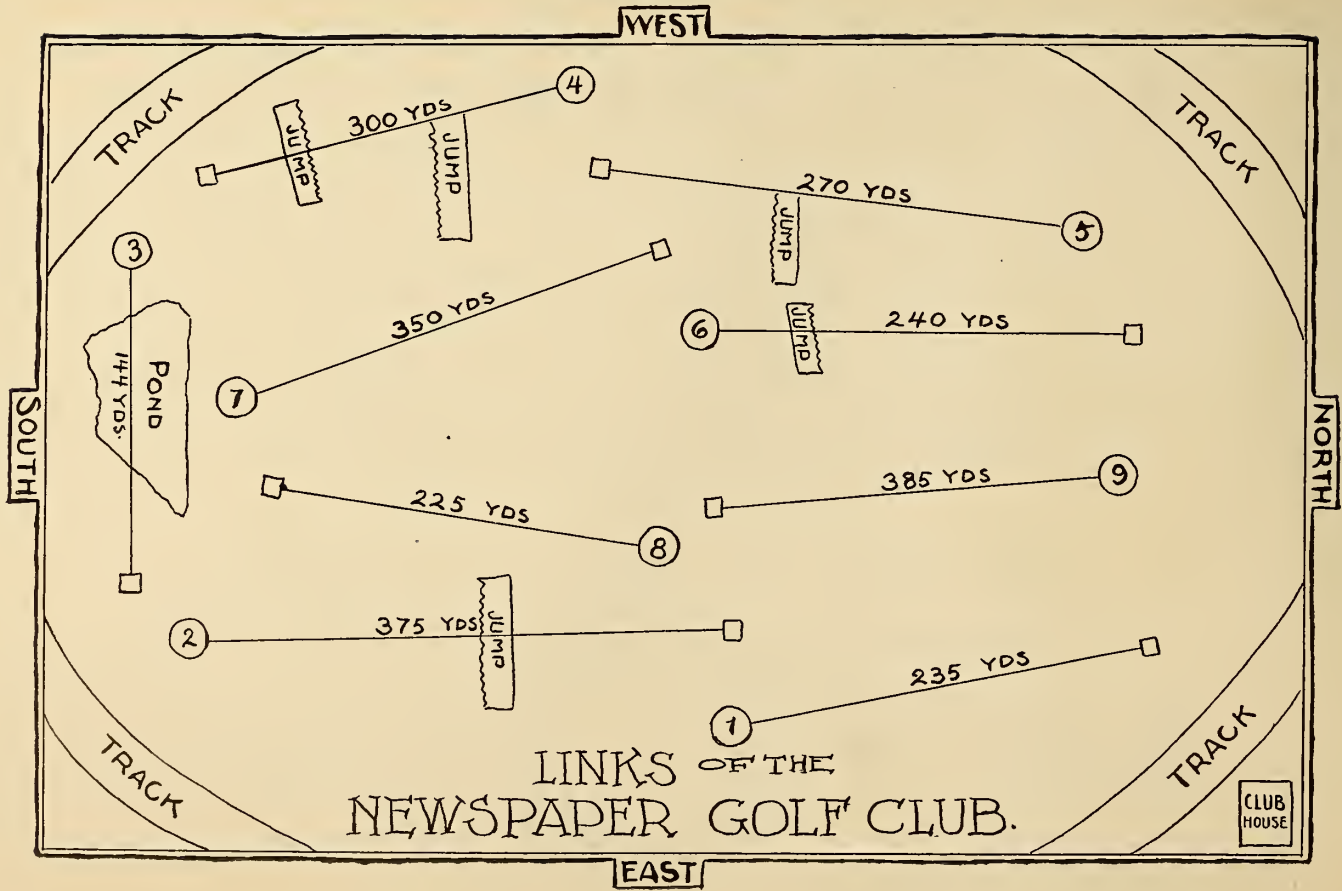 WEST
TRACK
TRACK
4
300 YDS
JUMP
JUMP
270 YDS
JUMP
5
3
350 YDS
6
JUMP
240 YDS
7
POND
144 YDS.
SOUTH
NORTH
225 YDS
8
385 YDS
9
2
375 YDS
JUMP
235 YDS
1
TRACK
TRACK
LINKS OF THE
NEWSPAPER GOLF CLUB.
CLUB
HOUSE
EAST